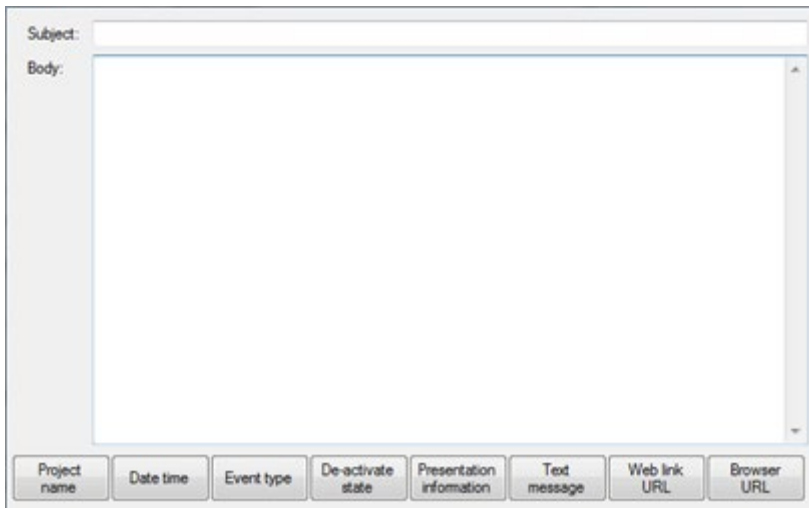 Subject:
Body:
Project name
Date time
Event type
De-activate state
Presentation information
Text message
Web link URL
Browser URL